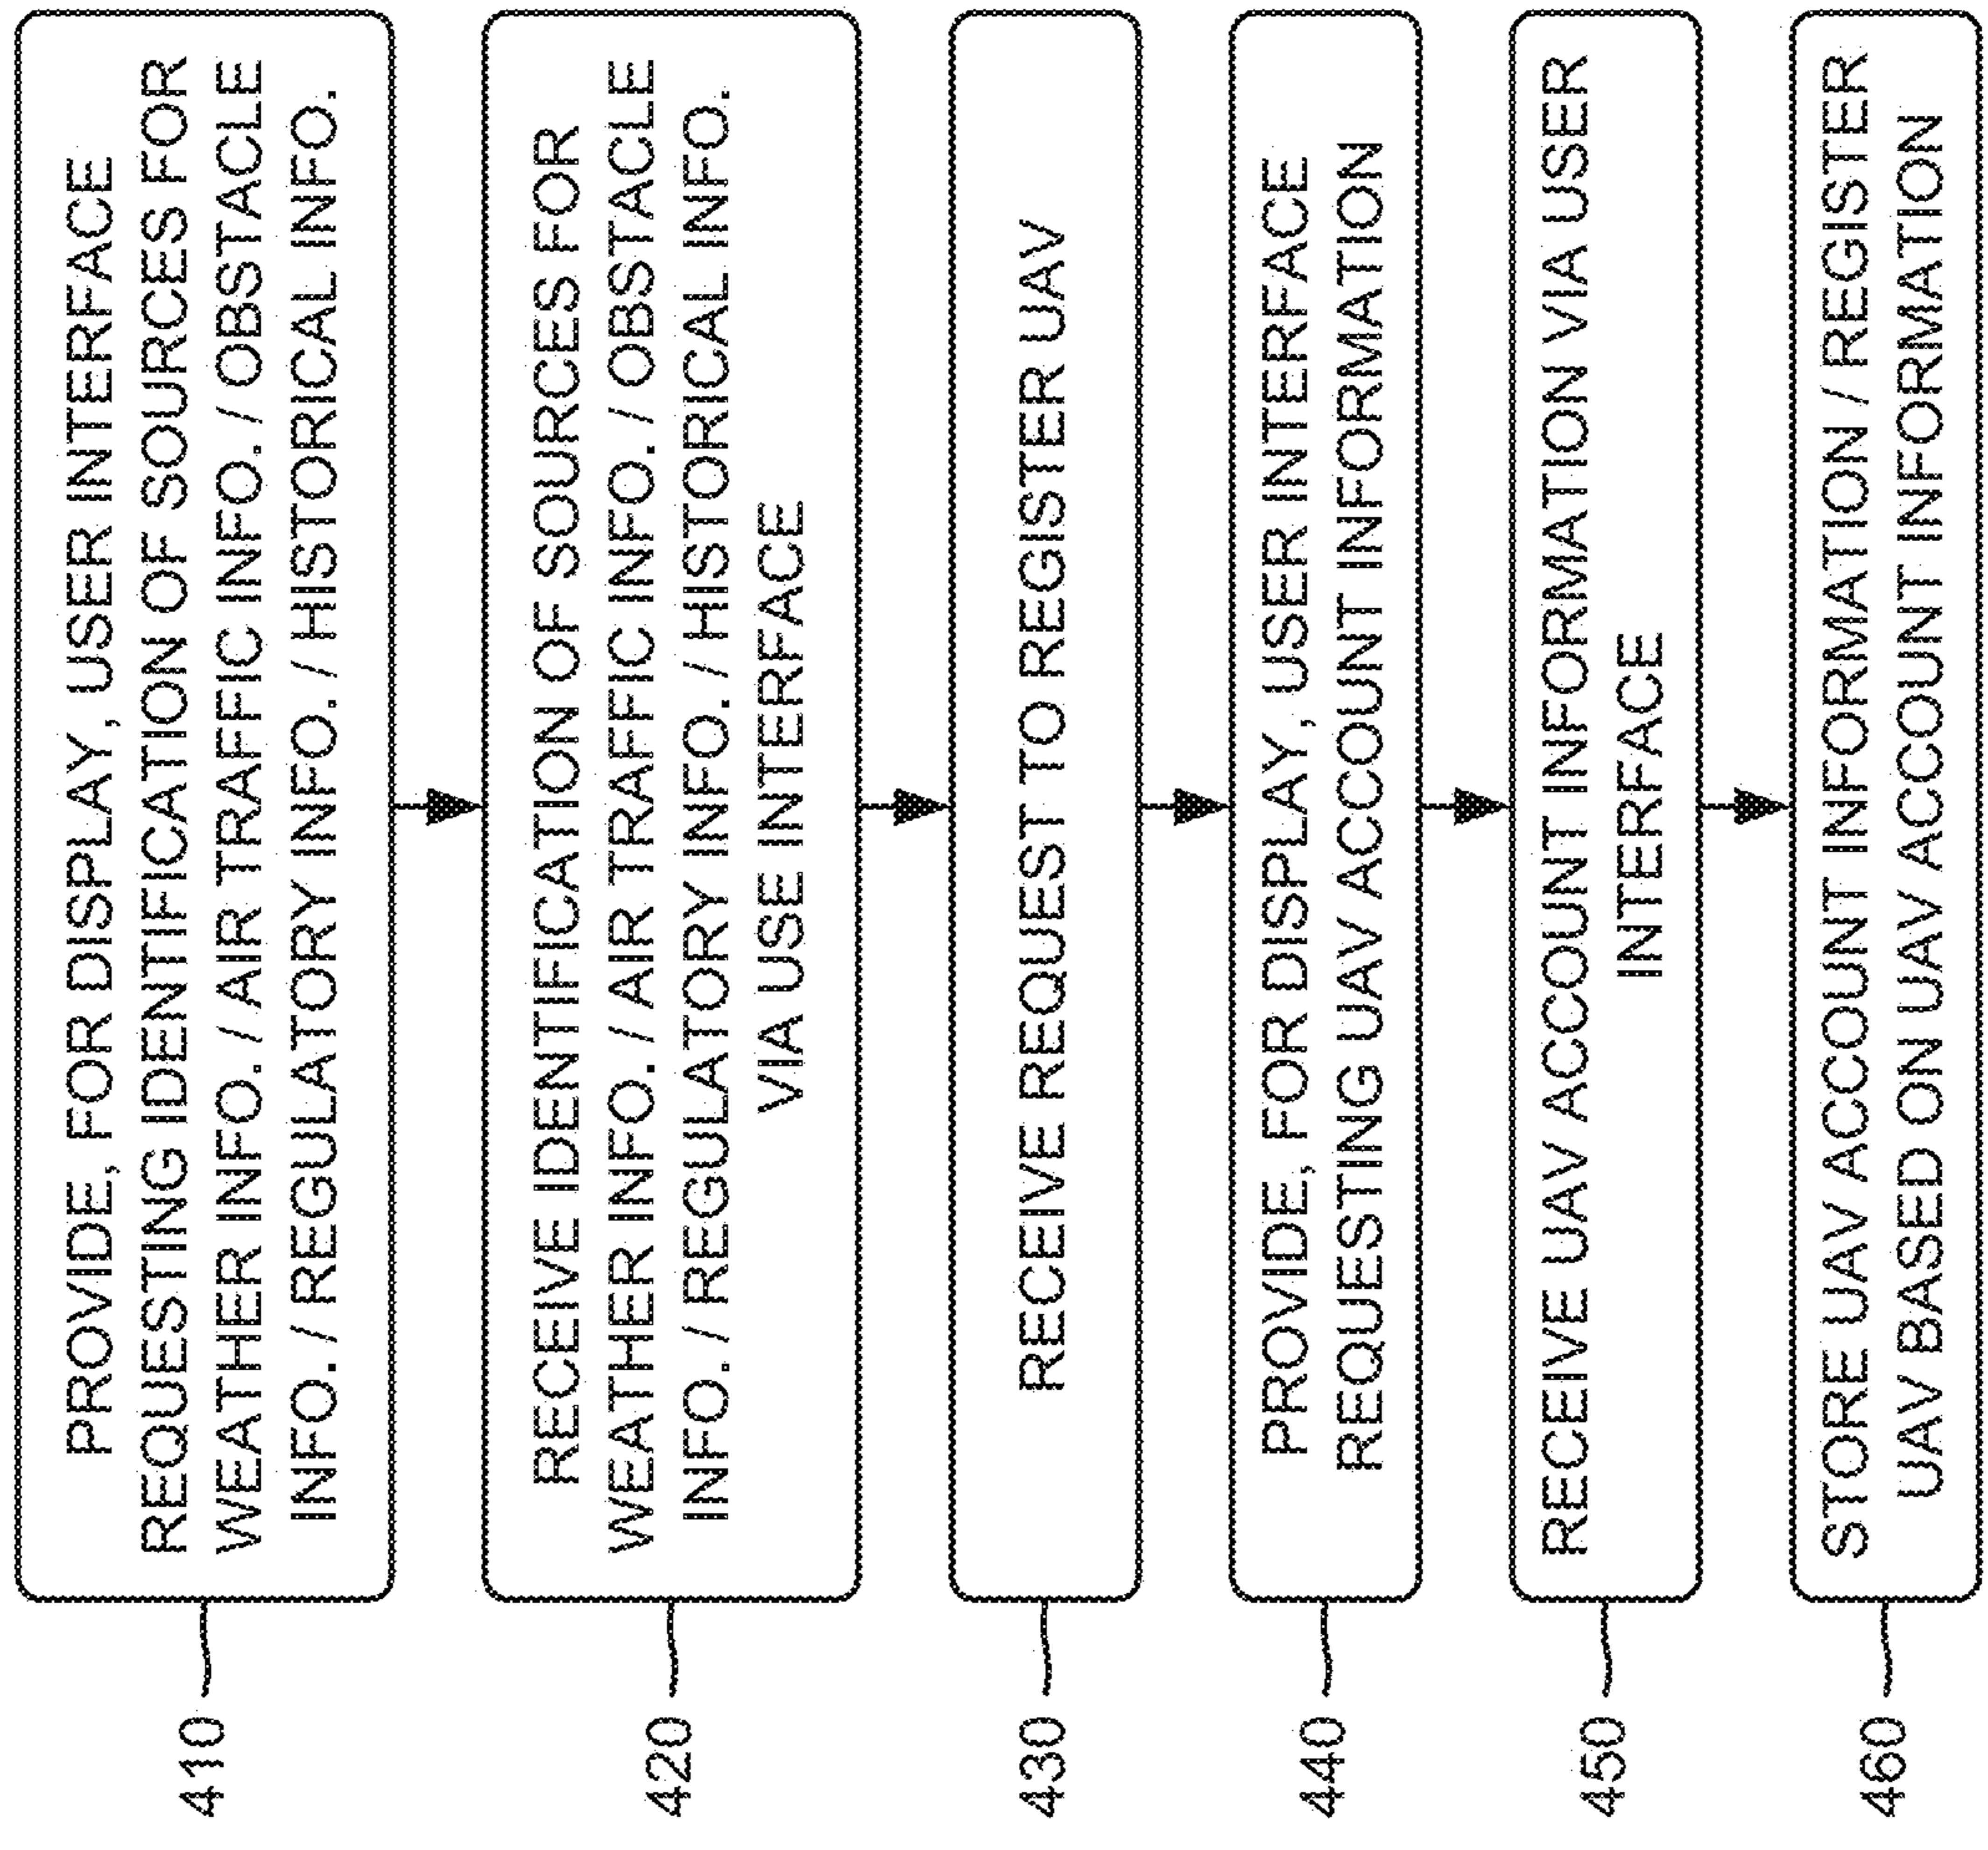 410
PROVIDE, FOR DISPLAY, USER INTERFACE
REQUESTING IDENTIFICATION OF SOURCES FOR
WEATHER INFO. / AIR TRAFFIC INFO. / OBSTACLE
INFO. / REGULATORY INFO. / HISTORICAL INFO.
420
RECEIVE IDENTIFICATION OF SOURCES FOR
WEATHER INFO. / AIR TRAFFIC INFO. / OBSTACLE
INFO. / REGULATORY INFO. / HISTORICAL INFO.
VIA USE INTERFACE
430
RECEIVE REQUEST TO REGISTER UAV
440
PROVIDE, FOR DISPLAY, USER INTERFACE
REQUESTING UAV ACCOUNT INFORMATION
450
RECEIVE UAV ACCOUNT INFORMATION VIA USER
INTERFACE
460
STORE UAV ACCOUNT INFORMATION / REGISTER
UAV BASED ON UAV ACCOUNT INFORMATION